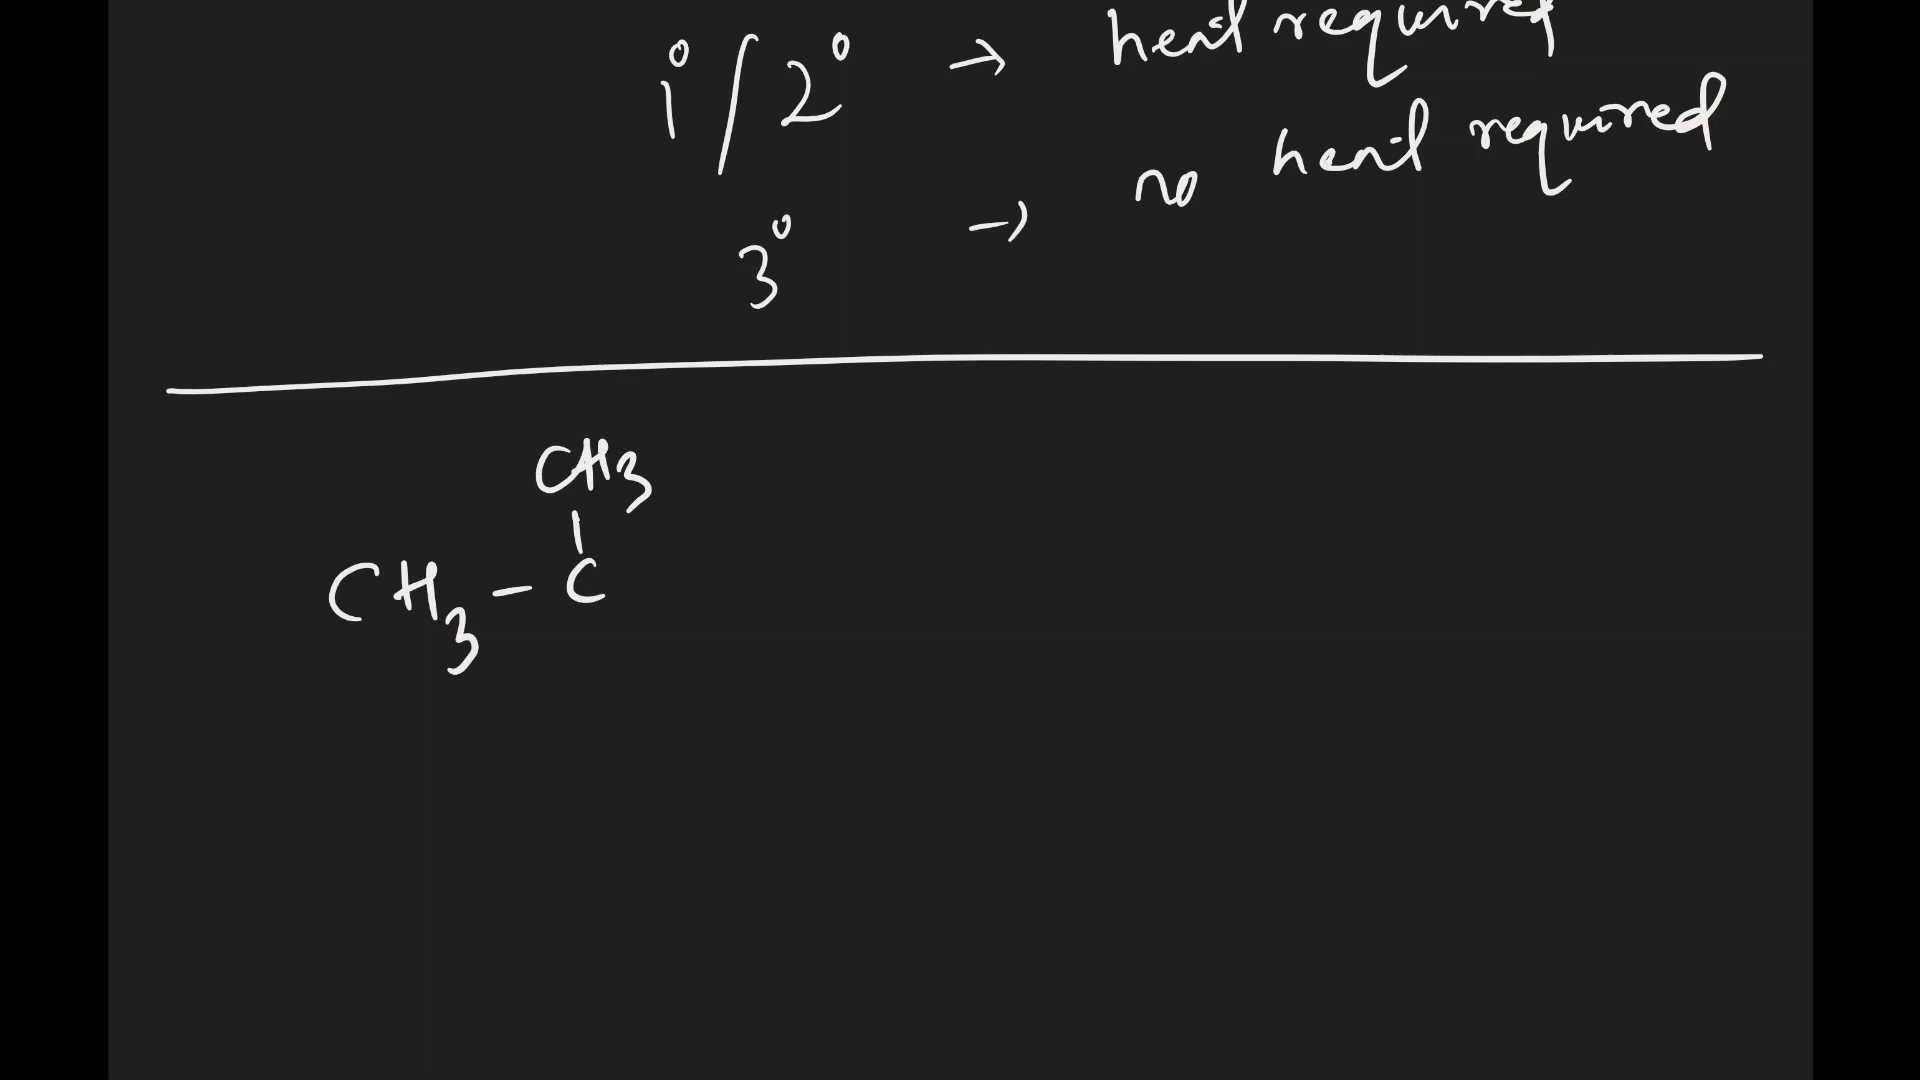 1° / 2° → heat required
3° → no heat required
CH3
|
CH3 - C